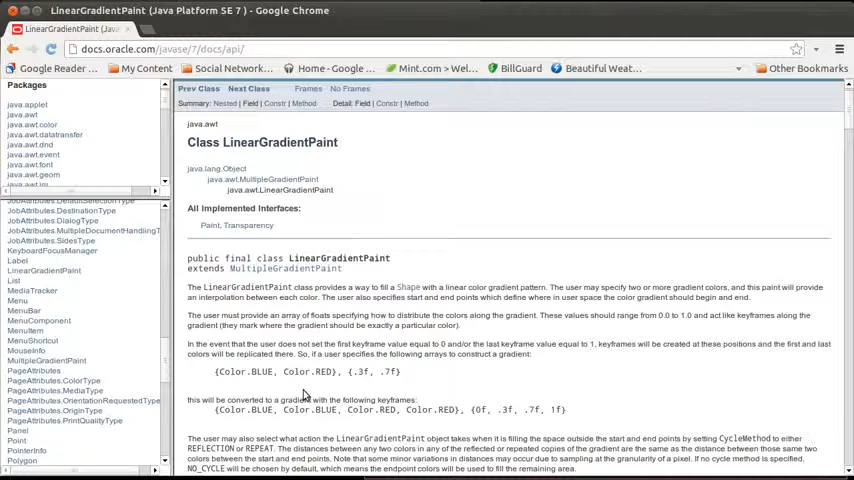 LinearGradientPaint (Java Platform SE 7 ) - Google Chrome
LinearGradientPaint (Java
docs.oracle.com/javase/7/docs/api/
Google Reader ...
My Content
Social Network...
Home - Google...
Mint.com > Wel...
BillGuard
Beautiful Weat...
Other Bookmarks
Packages
java.applet
java.awt
java.awt.color
java.awt.datatransfer
java.awt.dnd
java.awt.event
java.awt.font
java.awt.geom
java.awt.im
JobAttributes.DefaultSelectionType
JobAttributes.DestinationType
JobAttributes.DialogType
JobAttributes.MultipleDocumentHandlingT
JobAttributes.SidesType
KeyboardFocusManager
Label
LinearGradientPaint
List
MediaTracker
Menu
MenuBar
MenuComponent
MenuItem
MenuShortcut
MouseInfo
MultipleGradientPaint
PageAttributes
PageAttributes.ColorType
PageAttributes.MediaType
PageAttributes.OrientationRequestedType
PageAttributes.OriginType
PageAttributes.PrintQualityType
Panel
Point
PointerInfo
Polygon
Prev Class Next Class Frames No Frames
Summary: Nested | Field | Constr | Method Detail: Field | Constr | Method
java.awt
Class LinearGradientPaint
java.lang.Object
java.awt.MultipleGradientPaint
java.awt.LinearGradientPaint
All Implemented Interfaces:
Paint, Transparency
public final class LinearGradientPaint
extends MultipleGradientPaint
The LinearGradientPaint class provides a way to fill a Shape with a linear color gradient pattern. The user may specify two or more gradient colors, and this paint will provide
an interpolation between each color. The user also specifies start and end points which define where in user space the color gradient should begin and end.
The user must provide an array of floats specifying how to distribute the colors along the gradient. These values should range from 0.0 to 1.0 and act like keyframes along the
gradient (they mark where the gradient should be exactly a particular color).
In the event that the user does not set the first keyframe value equal to 0 and/or the last keyframe value equal to 1, keyframes will be created at these positions and the first and last
colors will be replicated there. So, if a user specifies the following arrays to construct a gradient:
{Color.BLUE, Color.RED}, {.3f, .7f}
this will be converted to a gradient with the following keyframes:
{Color.BLUE, Color.BLUE, Color.RED, Color.RED}, {0f, .3f, .7f, 1f}
The user may also select what action the LinearGradientPaint object takes when it is filling the space outside the start and end points by setting CycleMethod to either
REFLECTION or REPEAT. The distances between any two colors in any of the reflected or repeated copies of the gradient are the same as the distance between those same two
colors between the start and end points. Note that some minor variations in distances may occur due to sampling at the granularity of a pixel. If no cycle method is specified,
NO_CYCLE will be chosen by default, which means the endpoint colors will be used to fill the remaining area.